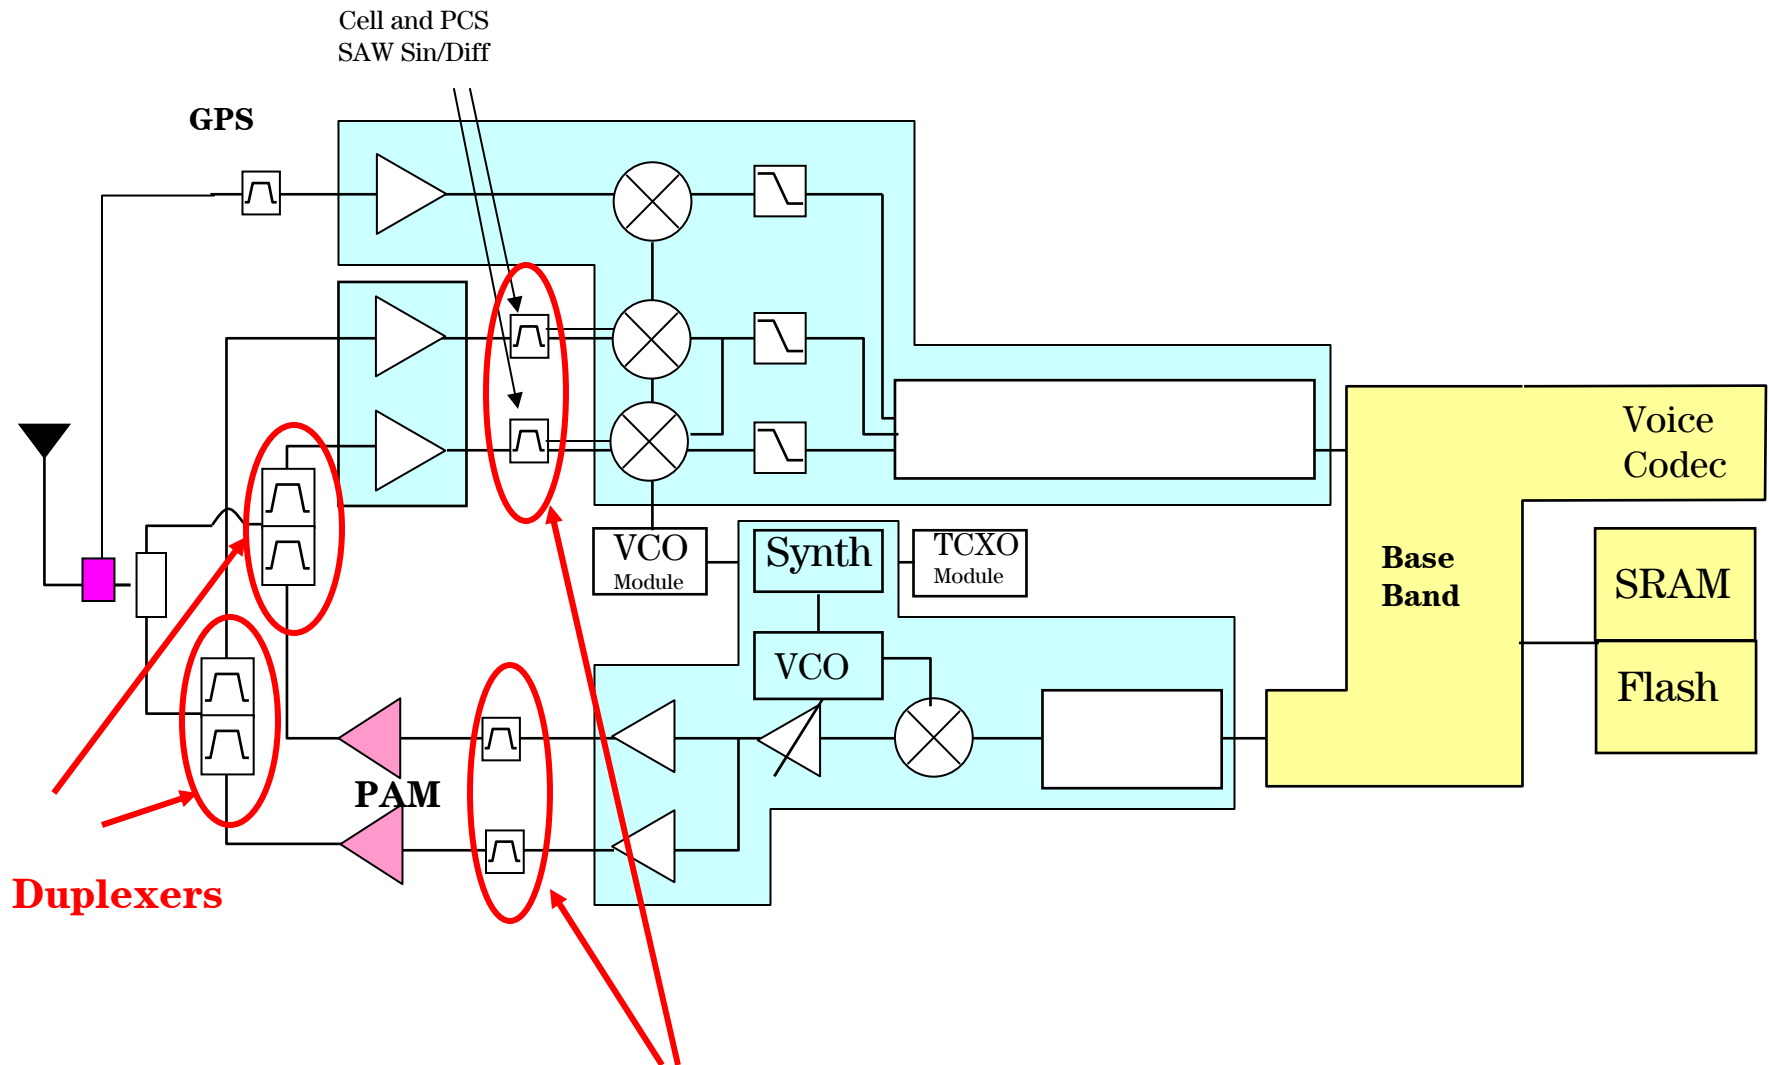 Cell and PCS
SAW Sin/Diff
GPS
Voice
Codec
VCO
Module
Synth
TCXO
Module
Base
Band
SRAM
VCO
Flash
PAM
Duplexers